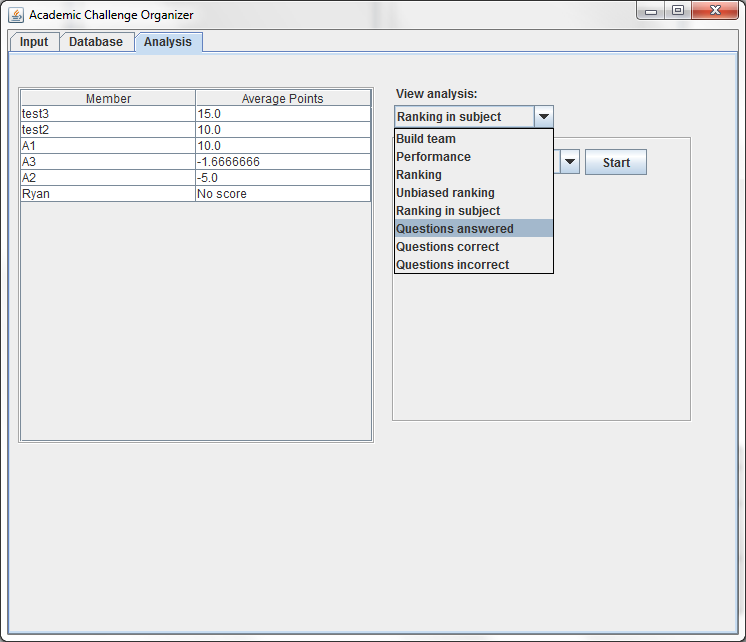 Academic Challenge Organizer
Input Database Analysis
View analysis:
Ranking in subject
Member Average Points
test3 15.0
test2 10.0
A1 10.0
A3 -1.6666666
A2 -5.0
Ryan No score
Build team
Performance
Ranking
Unbiased ranking
Ranking in subject
Questions answered
Questions correct
Questions incorrect
Start